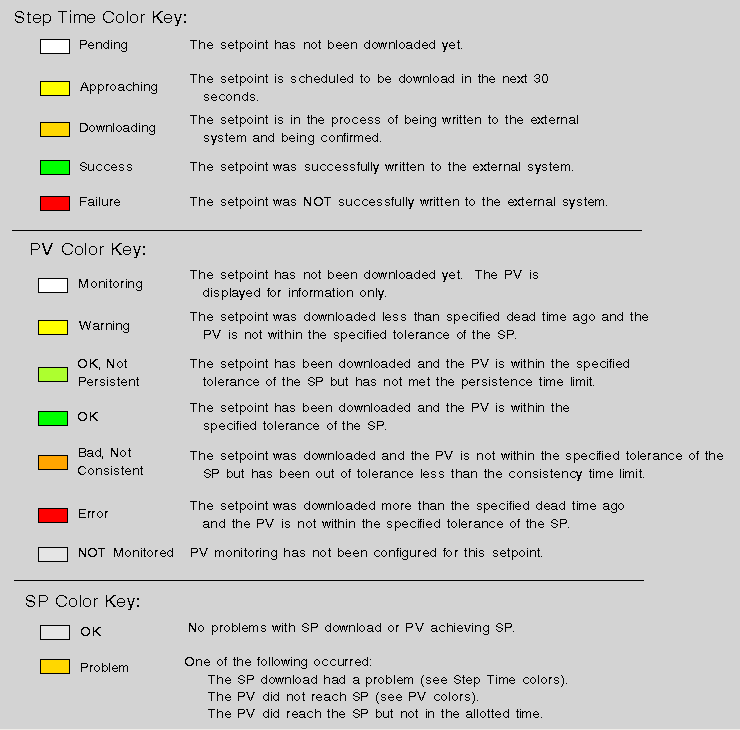 Step Time Color Key:
Pending The setpoint has not been downloaded yet.
Approaching The setpoint is scheduled to be download in the next 30
seconds.
Downloading The setpoint is in the process of being written to the external
system and being confirmed.
Success The setpoint was successfully written to the external system.
Failure The setpoint was NOT successfully written to the external system.
PV Color Key:
Monitoring The setpoint has not been downloaded yet. The PV is
displayed for information only.
Warning The setpoint was downloaded less than specified dead time ago and the
PV is not within the specified tolerance of the SP.
OK, Not The setpoint has been downloaded and the PV is within the specified
Persistent tolerance of the SP but has not met the persistence time limit.
OK The setpoint has been downloaded and the PV is within the
specified tolerance of the SP.
Bad, Not The setpoint was downloaded and the PV is not within the specified tolerance of the
Consistent SP but has been out of tolerance less than the consistency time limit.
Error The setpoint was downloaded more than the specified dead time ago
and the PV is not within the specified tolerance of the SP.
NOT Monitored PV monitoring has not been configured for this setpoint.
SP Color Key:
OK No problems with SP download or PV achieving SP.
Problem One of the following occurred:
The SP download had a problem (see Step Time colors).
The PV did not reach SP (see PV colors).
The PV did reach the SP but not in the allotted time.